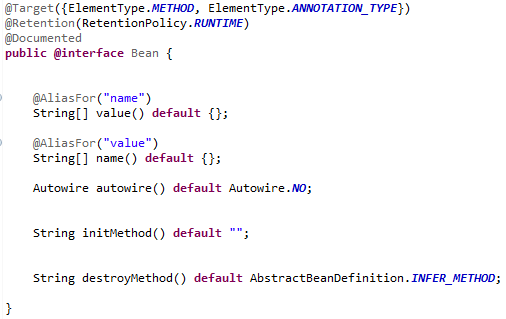 @Target({ElementType.METHOD, ElementType.ANNOTATION_TYPE})
@Retention(RetentionPolicy.RUNTIME)
@Documented
public @interface Bean {
@AliasFor("name")
String[] value() default {};
@AliasFor("value")
String[] name() default {};
Autowire autowire() default Autowire.NO;
String initMethod() default "";
String destroyMethod() default AbstractBeanDefinition.INFER_METHOD;
}